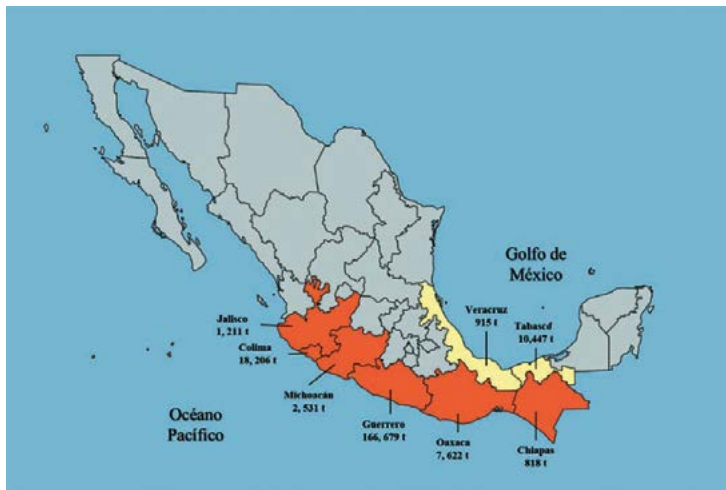 Golfo de
México
Veracruz
915 t
Tabasco
10,447 t
Jalisco
1, 211 t
Colima
18, 206 t
Michoacán
2, 531 t
Océano
Pacífico
Guerrero
166, 679 t
Oaxaca
7, 622 t
Chiapas
818 t